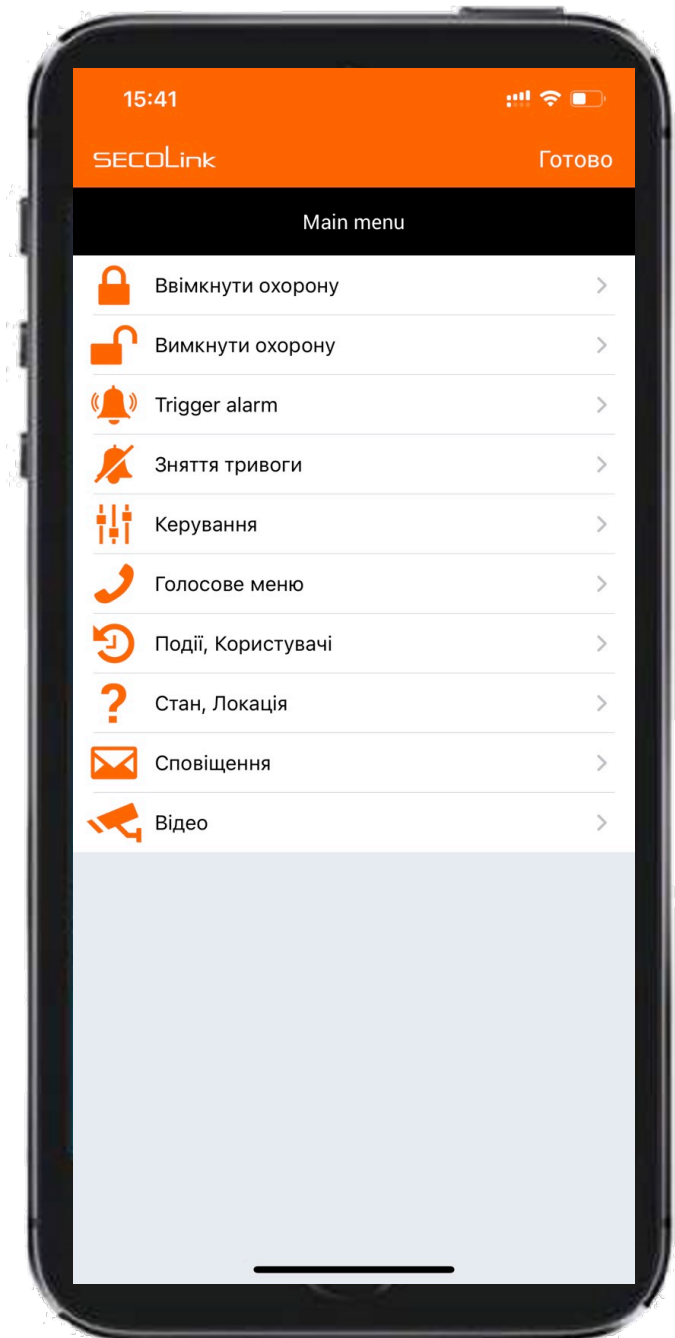 15:41
SECOLink
Готово
Main menu
Ввімкнути охорону
Вимкнути охорону
Trigger alarm
Зняття тривоги
Керування
Голосове меню
Події, Користувачі
Стан, Локація
Сповіщення
Відео